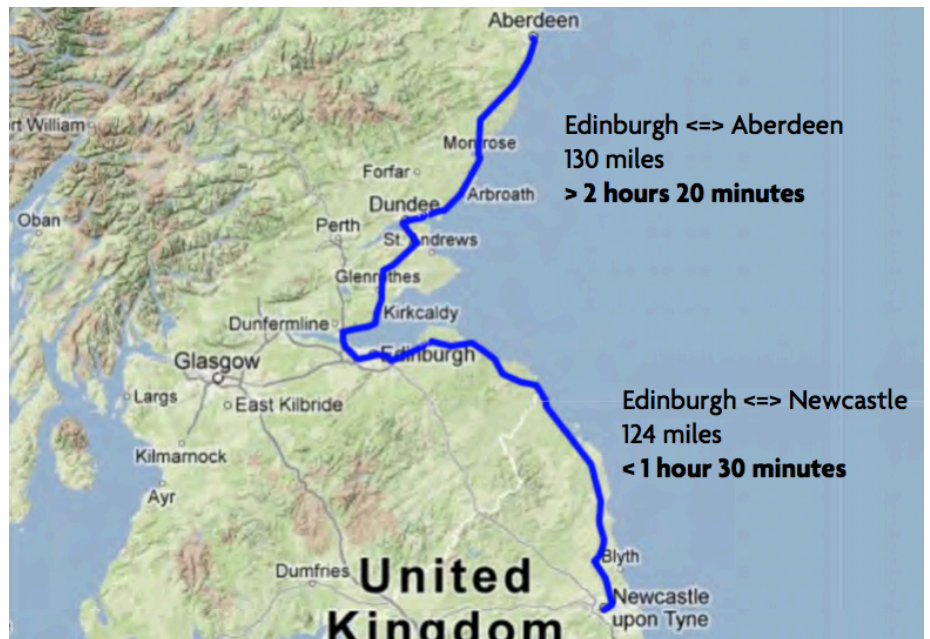 Aberdeen
Edinburgh <=> Aberdeen
130 miles
> 2 hours 20 minutes
rt William
Montrose
Forfar
Arbroath
Dundee
Oban
Perth
St. Andrews
Glenrothes
Kirkcaldy
Dunfermline
Edinburgh
Glasgow
Largs
East Kilbride
Edinburgh <=> Newcastle
124 miles
< 1 hour 30 minutes
Kilmarnock
Ayr
Blyth
Dumfries
United
Kingdom
Newcastle
upon Tyne